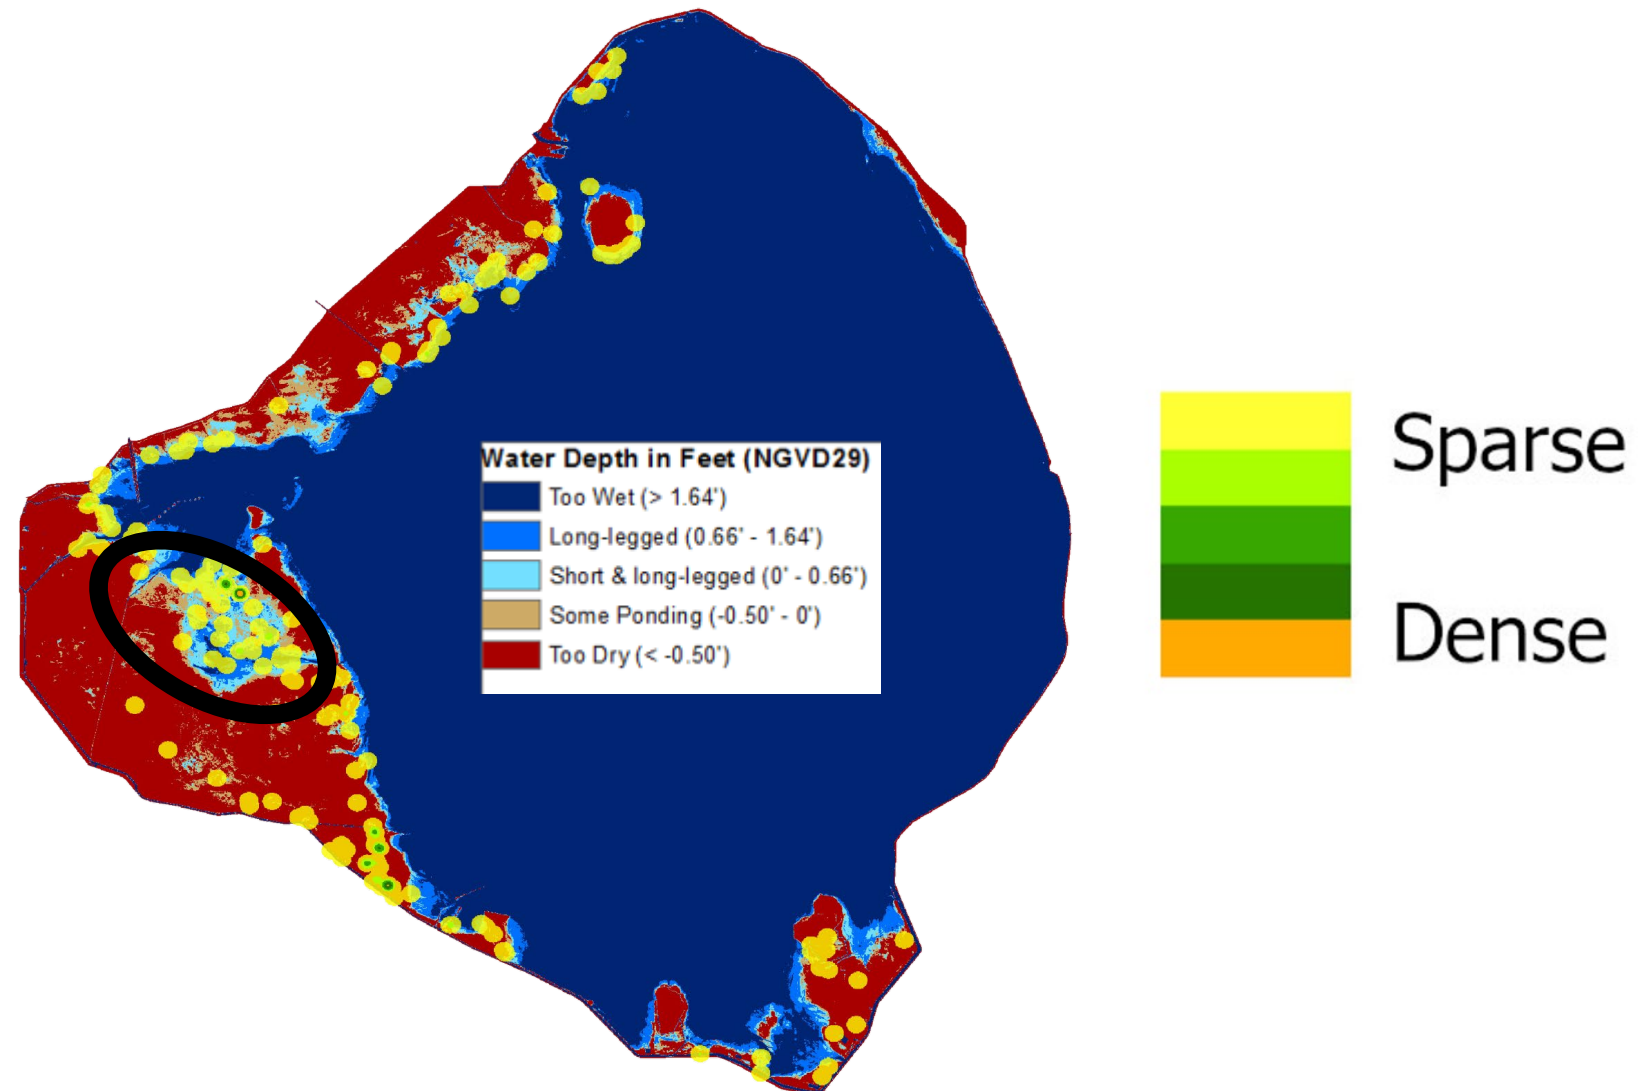 Water Depth in Feet (NGVD29)
Too Wet (> 1.64')
Long-legged (0.66' - 1.64')
Short & long-legged (0' - 0.66')
Some Ponding (-0.50' - 0')
Too Dry (< -0.50')
Sparse
Dense